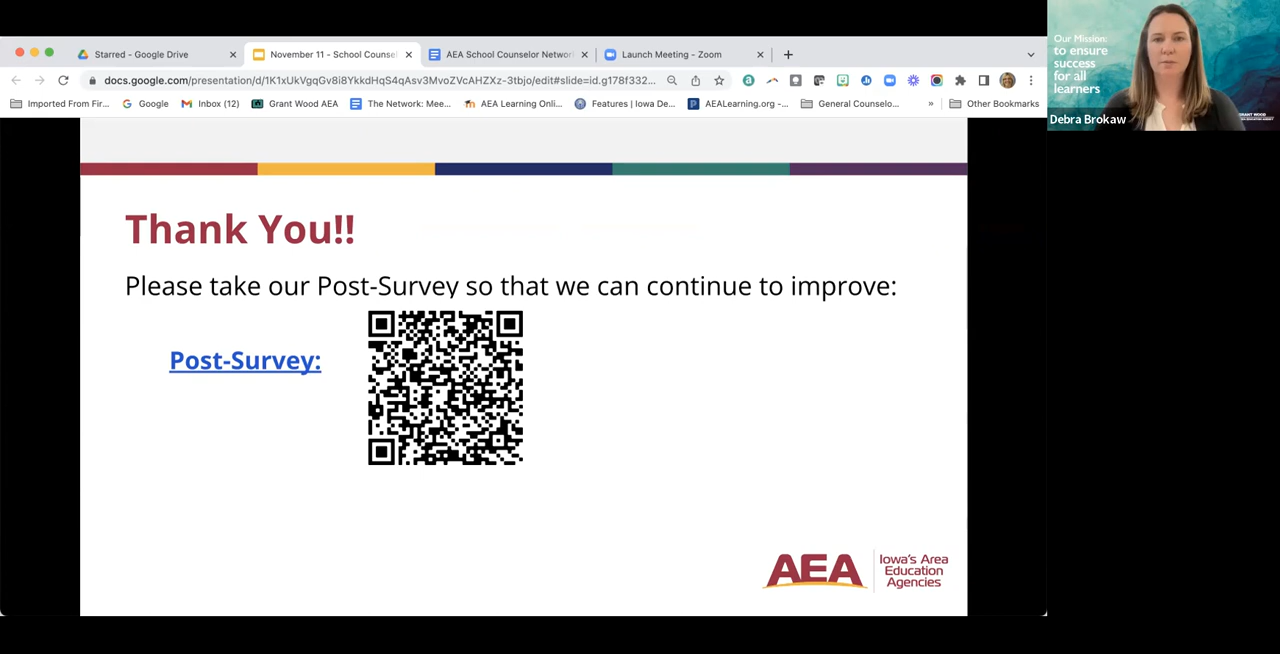 Starred - Google Drive
November 11 - School Counsel
AEA School Counselor Networ
Launch Meeting - Zoom
docs.google.com/presentation/d/1K1xUkVgqGv8i8YkkdHqS4qAsv3MvoZVcAHZXz-3tbjo/edit#slide=id.g178f332...
Imported From Fir...
Google
Inbox (12)
Grant Wood AEA
The Network: Mee...
AEA Learning Onli...
Features | Iowa De...
AEALearning.org -...
General Counselo...
»
Other Bookmarks
Our Mission:
to ensure
success
for all
learners
Debra Brokaw
Thank You!!
Please take our Post-Survey so that we can continue to improve:
Post-Survey:
AEA
Iowa's Area
Education
Agencies